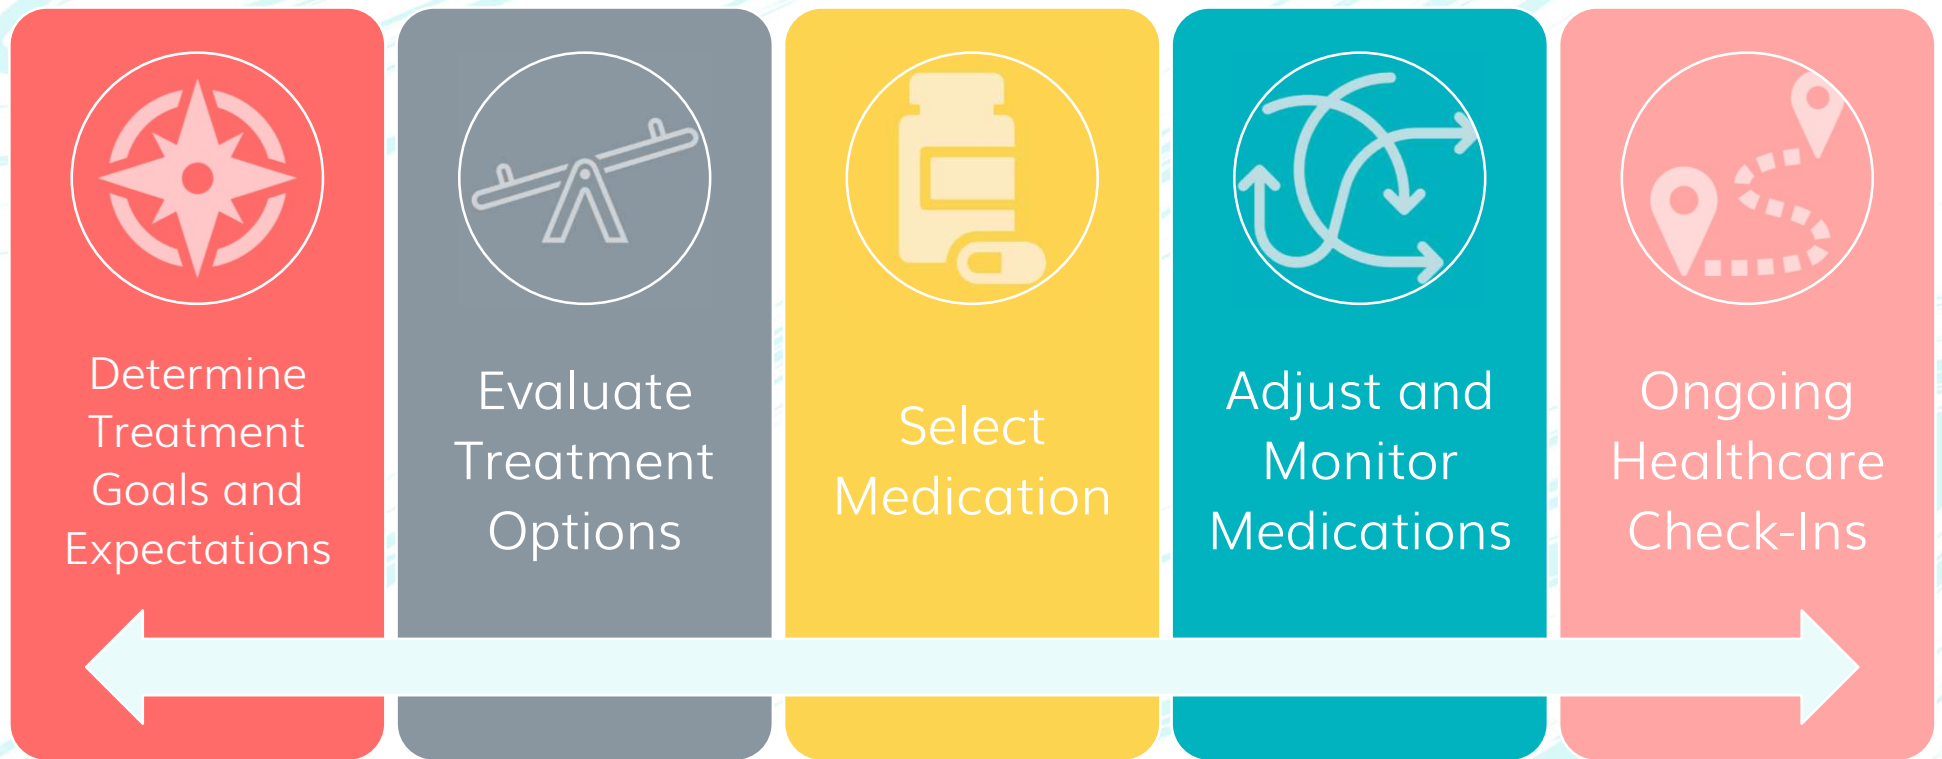 Determine
Treatment
Goals and
Expectations
Evaluate
Treatment
Options
Select
Medication
Adjust and
Monitor
Medications
Ongoing
Healthcare
Check-Ins